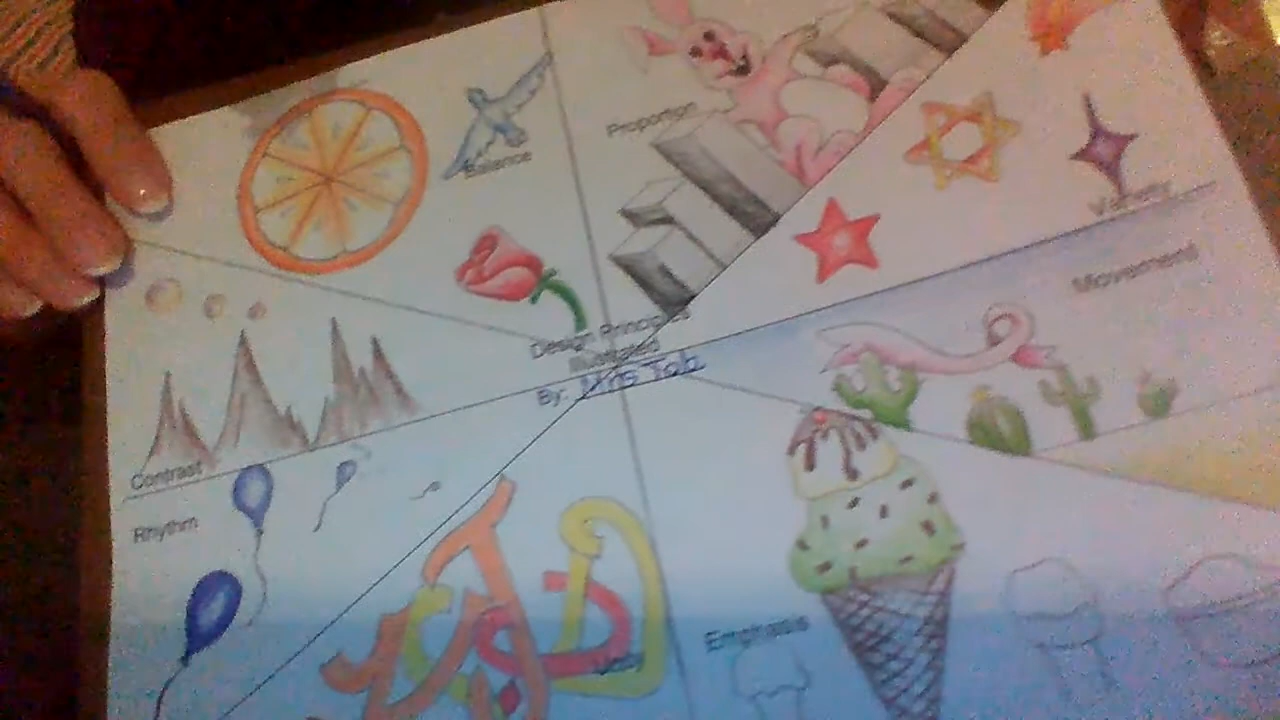 Balance
Proportion
Variety
Movement
Design Principles
Illustrated
By: Mrs Tab
Contrast
Rhythm
Emphasis
Unity